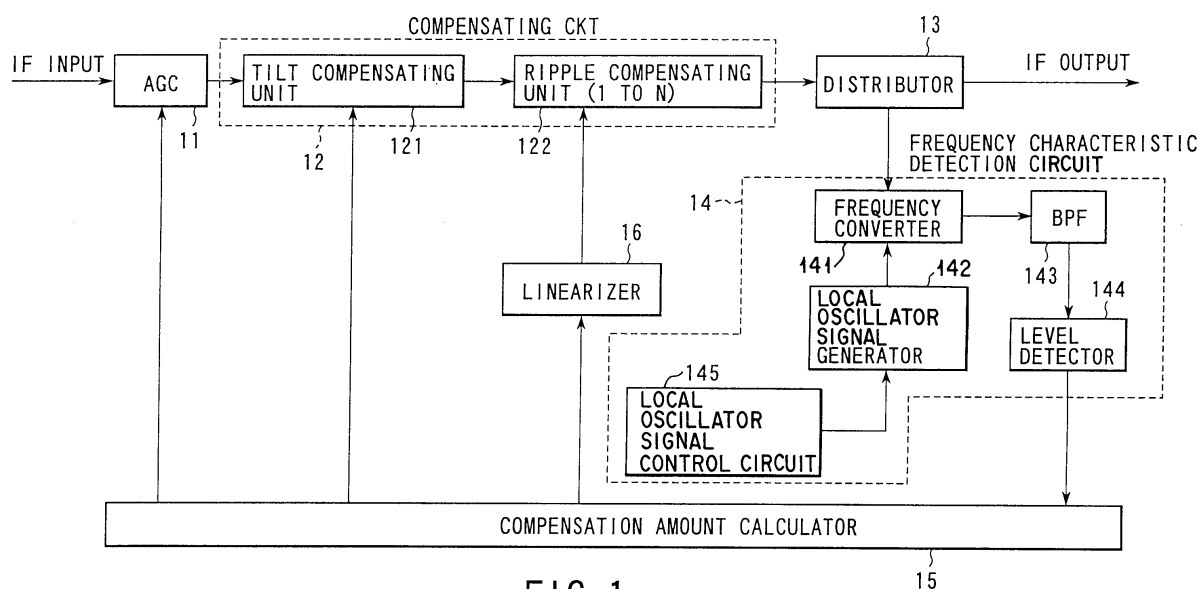 COMPENSATING CKT
13
IF INPUT
AGC
TILT COMPENSATING
UNIT
RIPPLE COMPENSATING
UNIT (1 TO N)
DISTRIBUTOR
IF OUTPUT
11
12
121
122
FREQUENCY CHARACTERISTIC
DETECTION CIRCUIT
14
FREQUENCY
CONVERTER
BPF
141
142
143
16
LINEARIZER
LOCAL
OSCILLATOR
SIGNAL
GENERATOR
144
LEVEL
DETECTOR
145
LOCAL
OSCILLATOR
SIGNAL
CONTROL CIRCUIT
COMPENSATION AMOUNT CALCULATOR
15
FIG. 1